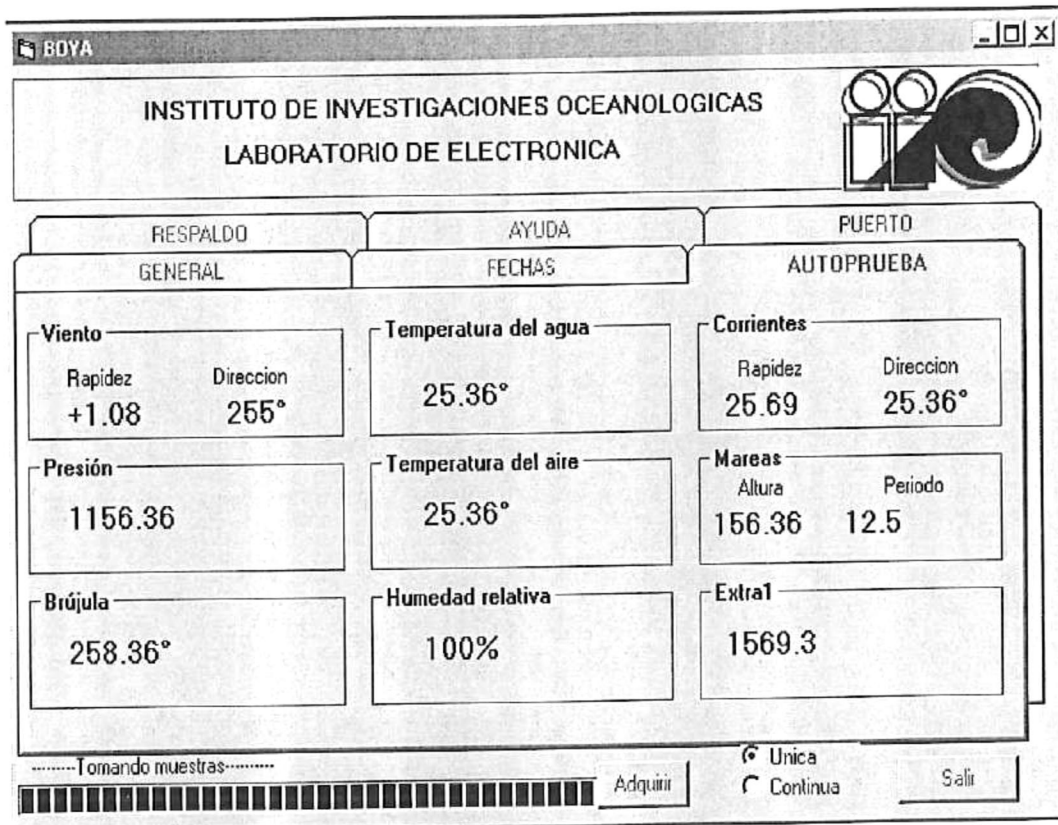 BOYA
INSTITUTO DE INVESTIGACIONES OCEANOLOGICAS
LABORATORIO DE ELECTRONICA
iio
RESPALDO AYUDA PUERTO
GENERAL FECHAS AUTOPRUEBA
Viento
Rapidez Direccion
+1.08 255°
Temperatura del agua
25.36°
Corrientes
Rapidez Direccion
25.69 25.36°
Presión
1156.36
Temperatura del aire
25.36°
Mareas
Altura Periodo
156.36 12.5
Brújula
258.36°
Humedad relativa
100%
Extra1
1569.3
--------Tomando muestras----------
Adquirir
Unica
Continua
Salir